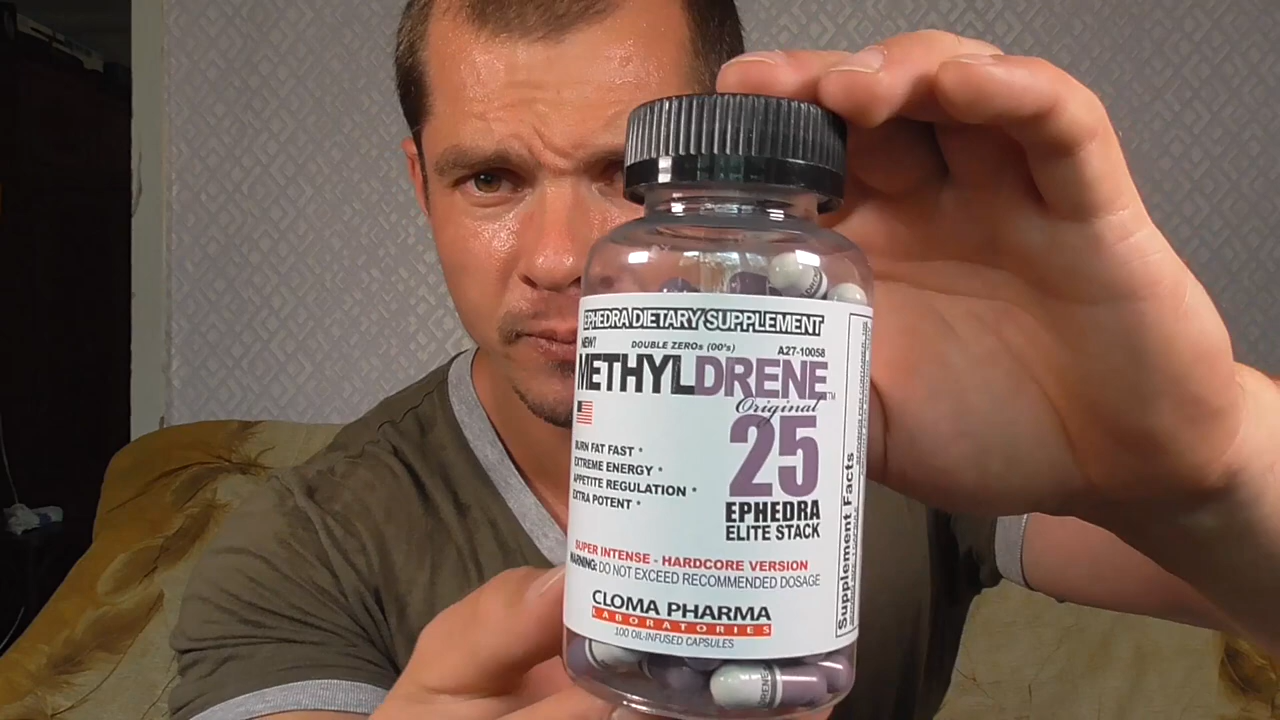 EPHEDRA DIETARY SUPPLEMENT
NEW!
DOUBLE ZEROs (00's)
A27-10058
METHYLDRENE™
Original
25
EPHEDRA
ELITE STACK
BURN FAT FAST *
EXTREME ENERGY *
APPETITE REGULATION *
EXTRA POTENT *
SUPER INTENSE - HARDCORE VERSION
WARNING: DO NOT EXCEED RECOMMENDED DOSAGE
CLOMA PHARMA
LABORATORIES
100 OIL-INFUSED CAPSULES
Supplement Facts